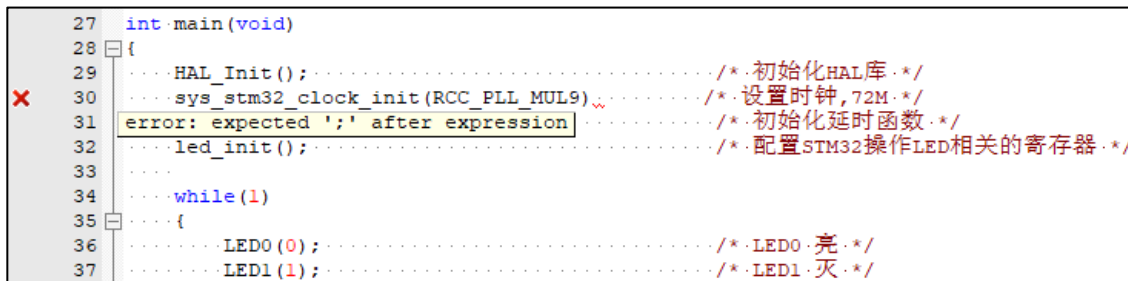 27 int main(void)
28 {
29 HAL_Init(); /* 初始化HAL库 */
30 sys_stm32_clock_init(RCC_PLL_MUL9) /* 设置时钟,72M */
31 error: expected ';' after expression /* 初始化延时函数 */
32 led_init(); /* 配置STM32操作LED相关的寄存器 */
33
34 while(1)
35 {
36 LED0(0); /* LED0 亮 */
37 LED1(1); /* LED1 灭 */